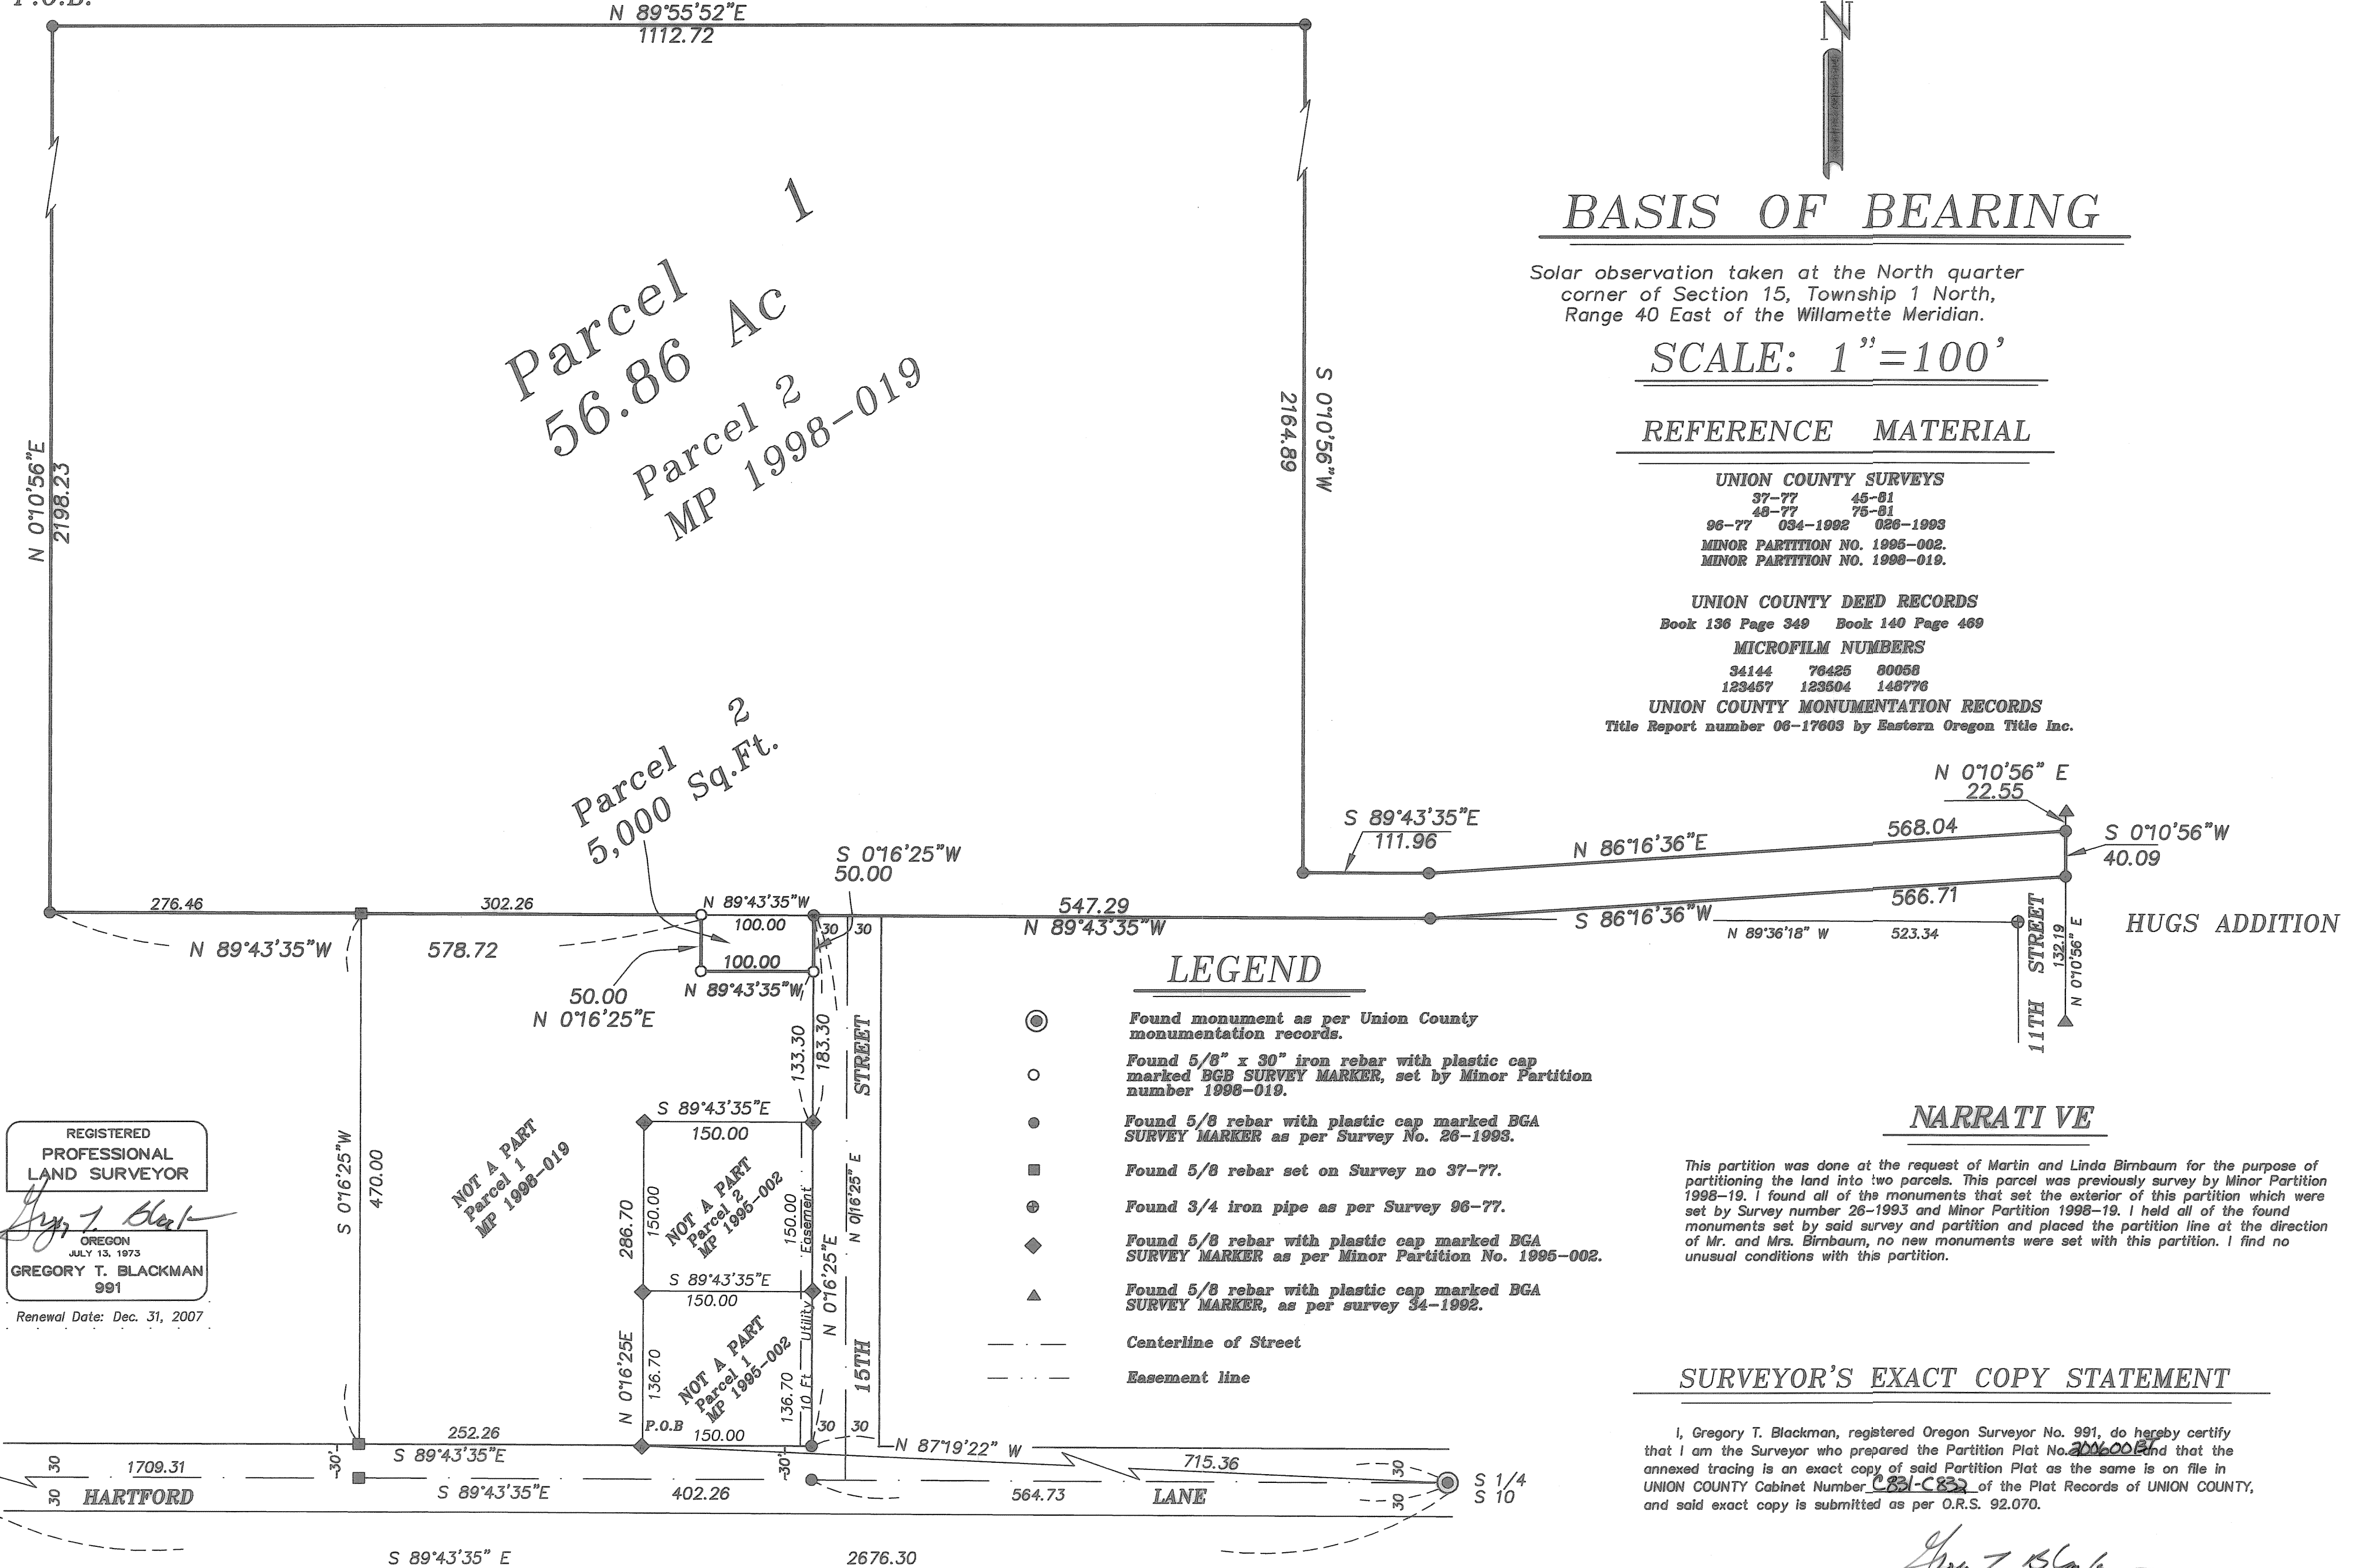 P.O.B.
N 89°55'52"E
1112.72
N
Parcel 1
56.86 Ac
Parcel 2
MP 1998-019
N 0°10'56"E
2198.23
2164.89
S 0°10'56"W
BASIS OF BEARING
Solar observation taken at the North quarter
corner of Section 15, Township 1 North,
Range 40 East of the Willamette Meridian.
SCALE: 1"=100'
REFERENCE MATERIAL
UNION COUNTY SURVEYS
37-77 45-81
48-77 75-81
96-77 034-1992 026-1993
MINOR PARTITION NO. 1995-002.
MINOR PARTITION NO. 1998-019.
UNION COUNTY DEED RECORDS
Book 136 Page 349 Book 140 Page 469
MICROFILM NUMBERS
34144 76425 80058
123457 123504 148776
UNION COUNTY MONUMENTATION RECORDS
Title Report number 06-17603 by Eastern Oregon Title Inc.
Parcel 2
5,000 Sq.Ft.
S 0°16'25"W
50.00
276.46
302.26
N 89°43'35"W
100.00
N 89°43'35"W
578.72
100.00
N 89°43'35"W
50.00
N 0°16'25"E
30 30
547.29
N 89°43'35"W
S 89°43'35"E
111.96
N 86°16'36"E
568.04
N 0°10'56" E
22.55
S 0°10'56"W
40.09
S 86°16'36"W
566.71
N 89°36'18" W
523.34
11TH STREET
132.19
N 0°10'56" E
HUGS ADDITION
LEGEND
Found monument as per Union County
monumentation records.
Found 5/8" x 30" iron rebar with plastic cap
marked BGB SURVEY MARKER, set by Minor Partition
number 1998-019.
Found 5/8 rebar with plastic cap marked BGA
SURVEY MARKER as per Survey No. 26-1993.
Found 5/8 rebar set on Survey no 37-77.
Found 3/4 iron pipe as per Survey 96-77.
Found 5/8 rebar with plastic cap marked BGA
SURVEY MARKER as per Minor Partition No. 1995-002.
Found 5/8 rebar with plastic cap marked BGA
SURVEY MARKER, as per survey 34-1992.
Centerline of Street
Easement line
NARRATIVE
This partition was done at the request of Martin and Linda Birnbaum for the purpose of
partitioning the land into two parcels. This parcel was previously survey by Minor Partition
1998-19. I found all of the monuments that set the exterior of this partition which were
set by Survey number 26-1993 and Minor Partition 1998-19. I held all of the found
monuments set by said survey and partition and placed the partition line at the direction
of Mr. and Mrs. Birnbaum, no new monuments were set with this partition. I find no
unusual conditions with this partition.
SURVEYOR'S EXACT COPY STATEMENT
I, Gregory T. Blackman, registered Oregon Surveyor No. 991, do hereby certify
that I am the Surveyor who prepared the Partition Plat No. and that the
annexed tracing is an exact copy of said Partition Plat as the same is on file in
UNION COUNTY Cabinet Number C831-C832 of the Plat Records of UNION COUNTY,
and said exact copy is submitted as per O.R.S. 92.070.
REGISTERED
PROFESSIONAL
LAND SURVEYOR
OREGON
JULY 13, 1973
GREGORY T. BLACKMAN
991
Renewal Date: Dec. 31, 2007
S 0°16'25"W
470.00
NOT A PART
Parcel 1
MP 1998-019
133.30
183.30
S 89°43'35"E
150.00
286.70
150.00
NOT A PART
Parcel 2
MP 1995-002
150.00
S 89°43'35"E
150.00
N 0°16'25E
136.70
NOT A PART
Parcel 1
MP 1995-002
136.70
10 Ft Utility Easement
N 0°16'25"E
N 0°16'25" E
15TH STREET
P.O.B
150.00
30 30
252.26
S 89°43'35"E
30'
30'
N 87°19'22" W
715.36
30
30
1709.31
HARTFORD
S 89°43'35"E
402.26
564.73
LANE
30
30
S 1/4
S 10
S 89°43'35" E
2676.30